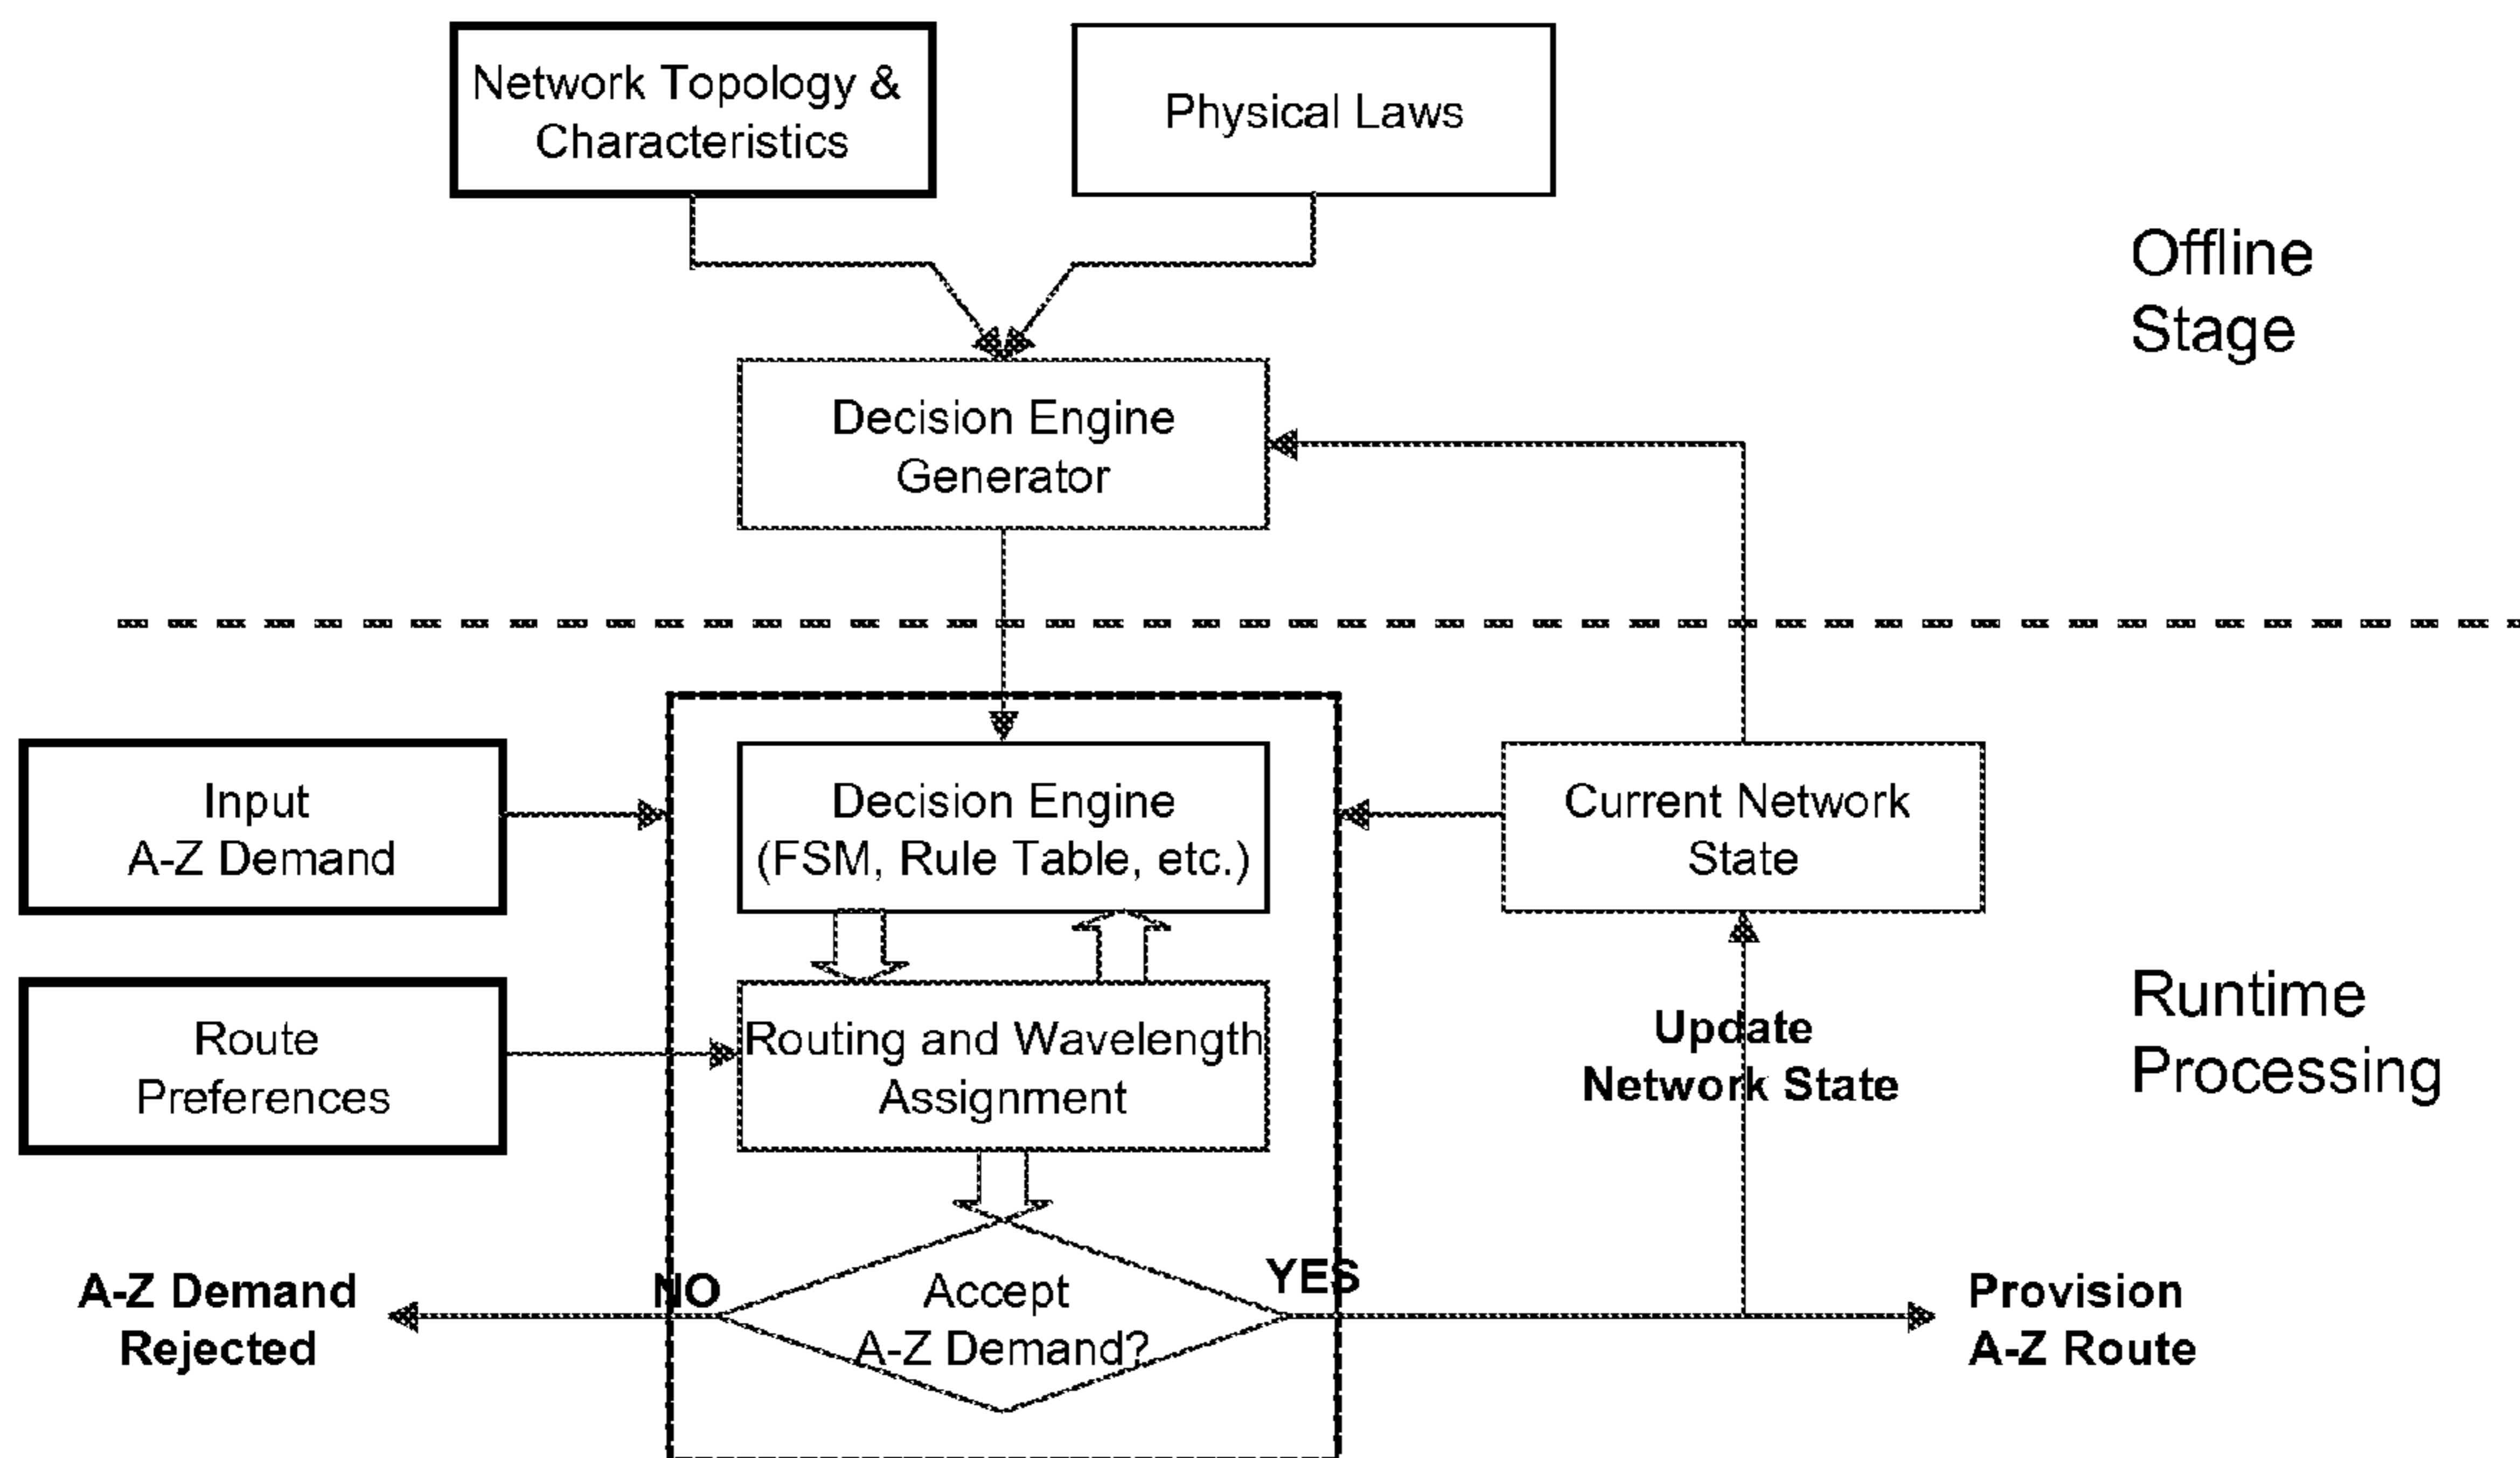 Network Topology &
Characteristics
Physical Laws
Offline
Stage
Decision Engine
Generator
Input
A-Z Demand
Decision Engine
(FSM, Rule Table, etc.)
Current Network
State
Route
Preferences
Routing and Wavelength
Assignment
Update
Network State
Runtime
Processing
A-Z Demand
Rejected
NO
Accept
A-Z Demand?
YES
Provision
A-Z Route